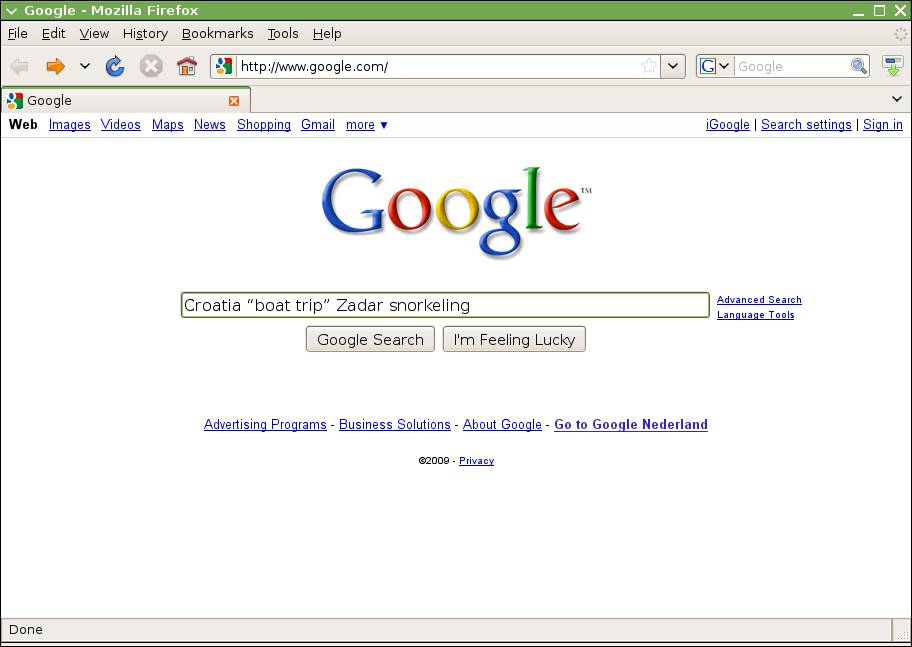 Google - Mozilla Firefox
File Edit View History Bookmarks Tools Help
http://www.google.com/ G Google
Google
Web Images Videos Maps News Shopping Gmail more ▼ iGoogle | Search settings | Sign in
Google™
Croatia “boat trip” Zadar snorkeling Advanced Search
Language Tools
Google Search I'm Feeling Lucky
Advertising Programs - Business Solutions - About Google - Go to Google Nederland
©2009 - Privacy
Done